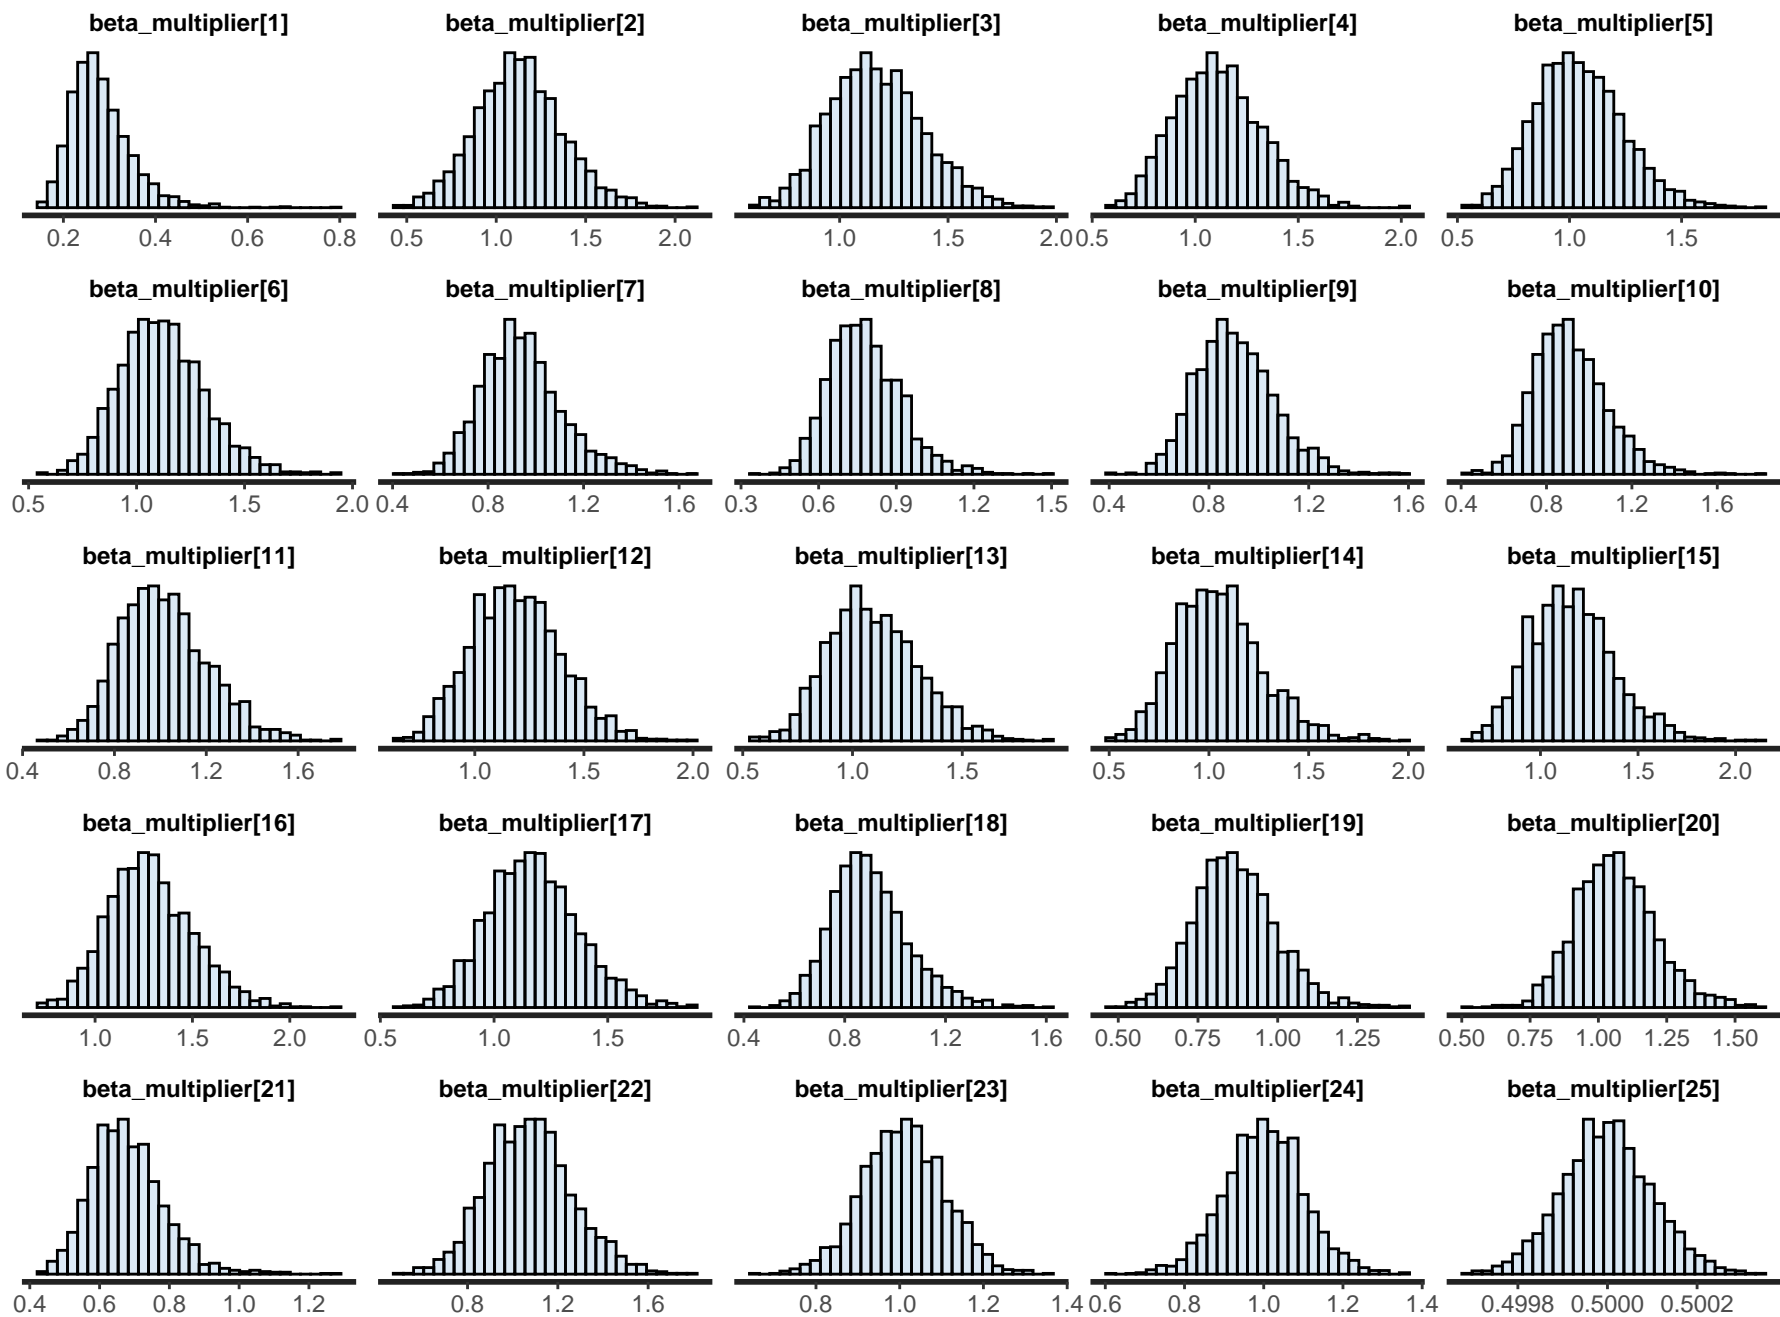 beta_multiplier[1] beta_multiplier[2] beta_multiplier[3] beta_multiplier[4] beta_multiplier[5]
0.2 0.4 0.6 0.8 0.5 1.0 1.5 2.0 1.0 1.5 2.0 0.5 1.0 1.5 2.0 0.5 1.0 1.5
beta_multiplier[6] beta_multiplier[7] beta_multiplier[8] beta_multiplier[9] beta_multiplier[10]
0.5 1.0 1.5 2.0 0.4 0.8 1.2 1.6 0.3 0.6 0.9 1.2 1.5 0.4 0.8 1.2 1.6 0.4 0.8 1.2 1.6
beta_multiplier[11] beta_multiplier[12] beta_multiplier[13] beta_multiplier[14] beta_multiplier[15]
0.4 0.8 1.2 1.6 1.0 1.5 2.0 0.5 1.0 1.5 0.5 1.0 1.5 2.0 1.0 1.5 2.0
beta_multiplier[16] beta_multiplier[17] beta_multiplier[18] beta_multiplier[19] beta_multiplier[20]
1.0 1.5 2.0 0.5 1.0 1.5 0.4 0.8 1.2 1.6 0.50 0.75 1.00 1.25 0.50 0.75 1.00 1.25 1.50
beta_multiplier[21] beta_multiplier[22] beta_multiplier[23] beta_multiplier[24] beta_multiplier[25]
0.4 0.6 0.8 1.0 1.2 0.8 1.2 1.6 0.8 1.0 1.2 1.4 0.6 0.8 1.0 1.2 1.4 0.4998 0.5000 0.5002